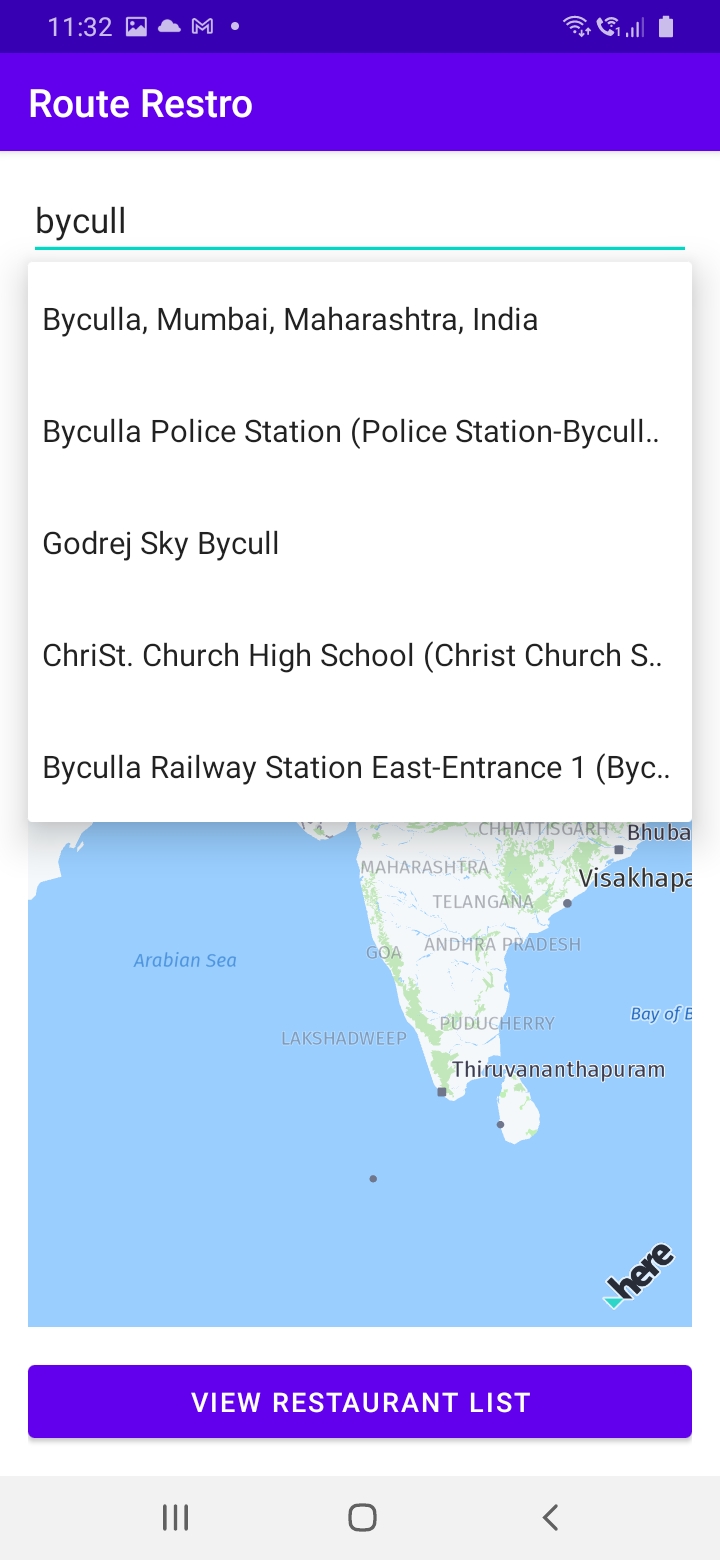 11:32
Route Restro
bycull
Byculla, Mumbai, Maharashtra, India
Byculla Police Station (Police Station-Bycull..
Godrej Sky Bycull
ChriSt. Church High School (Christ Church S..
Byculla Railway Station East-Entrance 1 (Byc..
CHHATTISGARH
Bhuba
MAHARASHTRA
Visakhapa
TELANGANA
ANDHRA PRADESH
GOA
Arabian Sea
Bay of B
PUDUCHERRY
LAKSHADWEEP
Thiruvananthapuram
here
VIEW RESTAURANT LIST